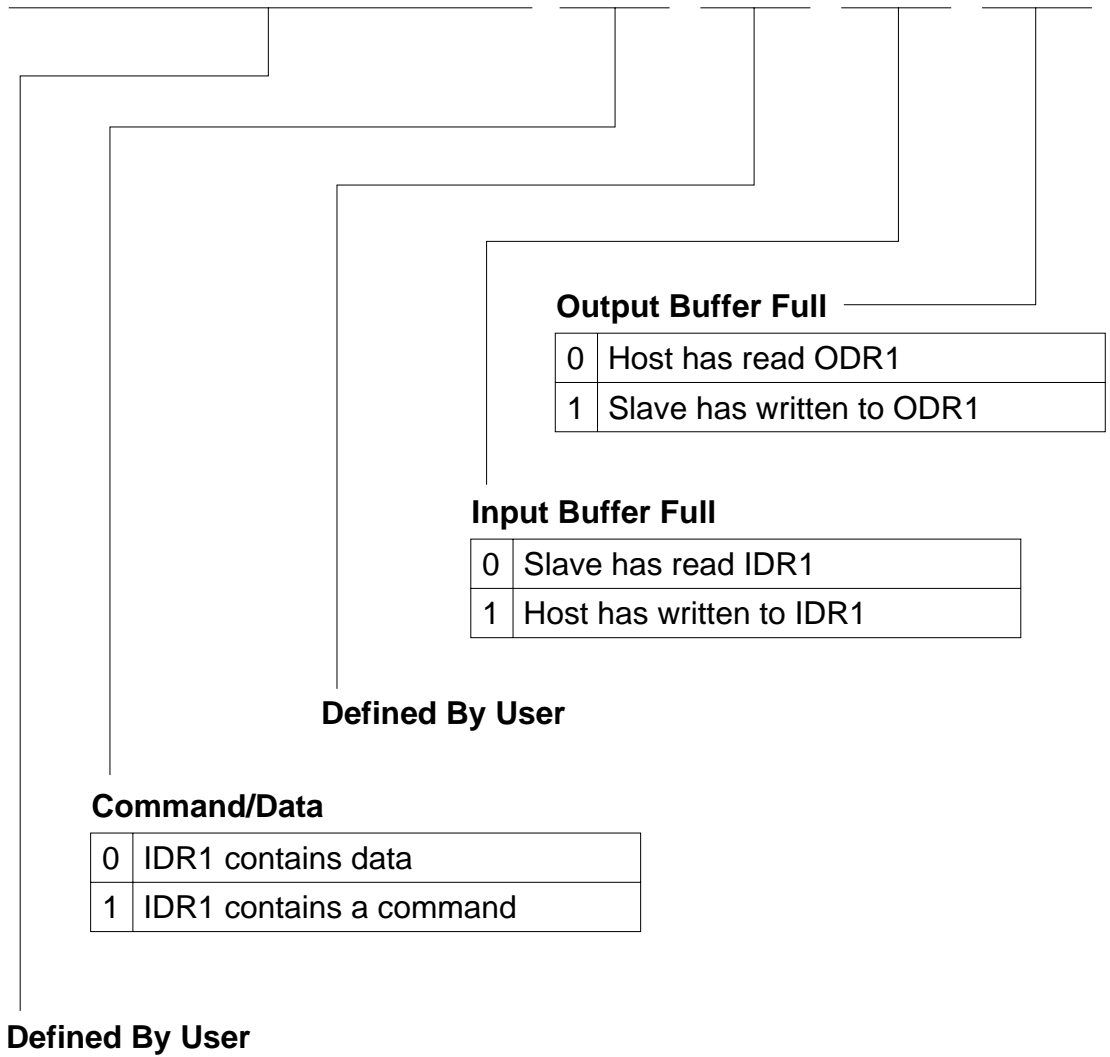 Output Buffer Full
0 Host has read ODR1
1 Slave has written to ODR1
Input Buffer Full
0 Slave has read IDR1
1 Host has written to IDR1
Defined By User
Command/Data
0 IDR1 contains data
1 IDR1 contains a command
Defined By User